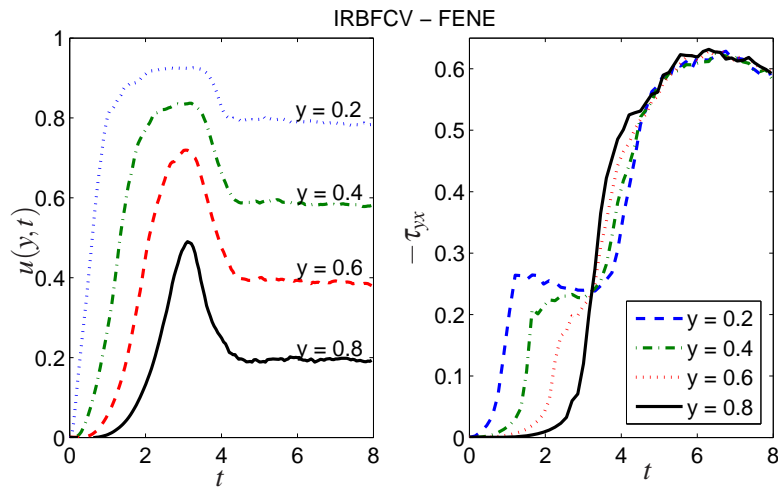 IRBFCV – FENE
u(y,t)
1
0.8
0.6
0.4
0.2
0
0 2 4 6 8
t
y = 0.2
y = 0.4
y = 0.6
y = 0.8
−τyx
0.6
0.5
0.4
0.3
0.2
0.1
0
0 2 4 6 8
t
y = 0.2
y = 0.4
y = 0.6
y = 0.8